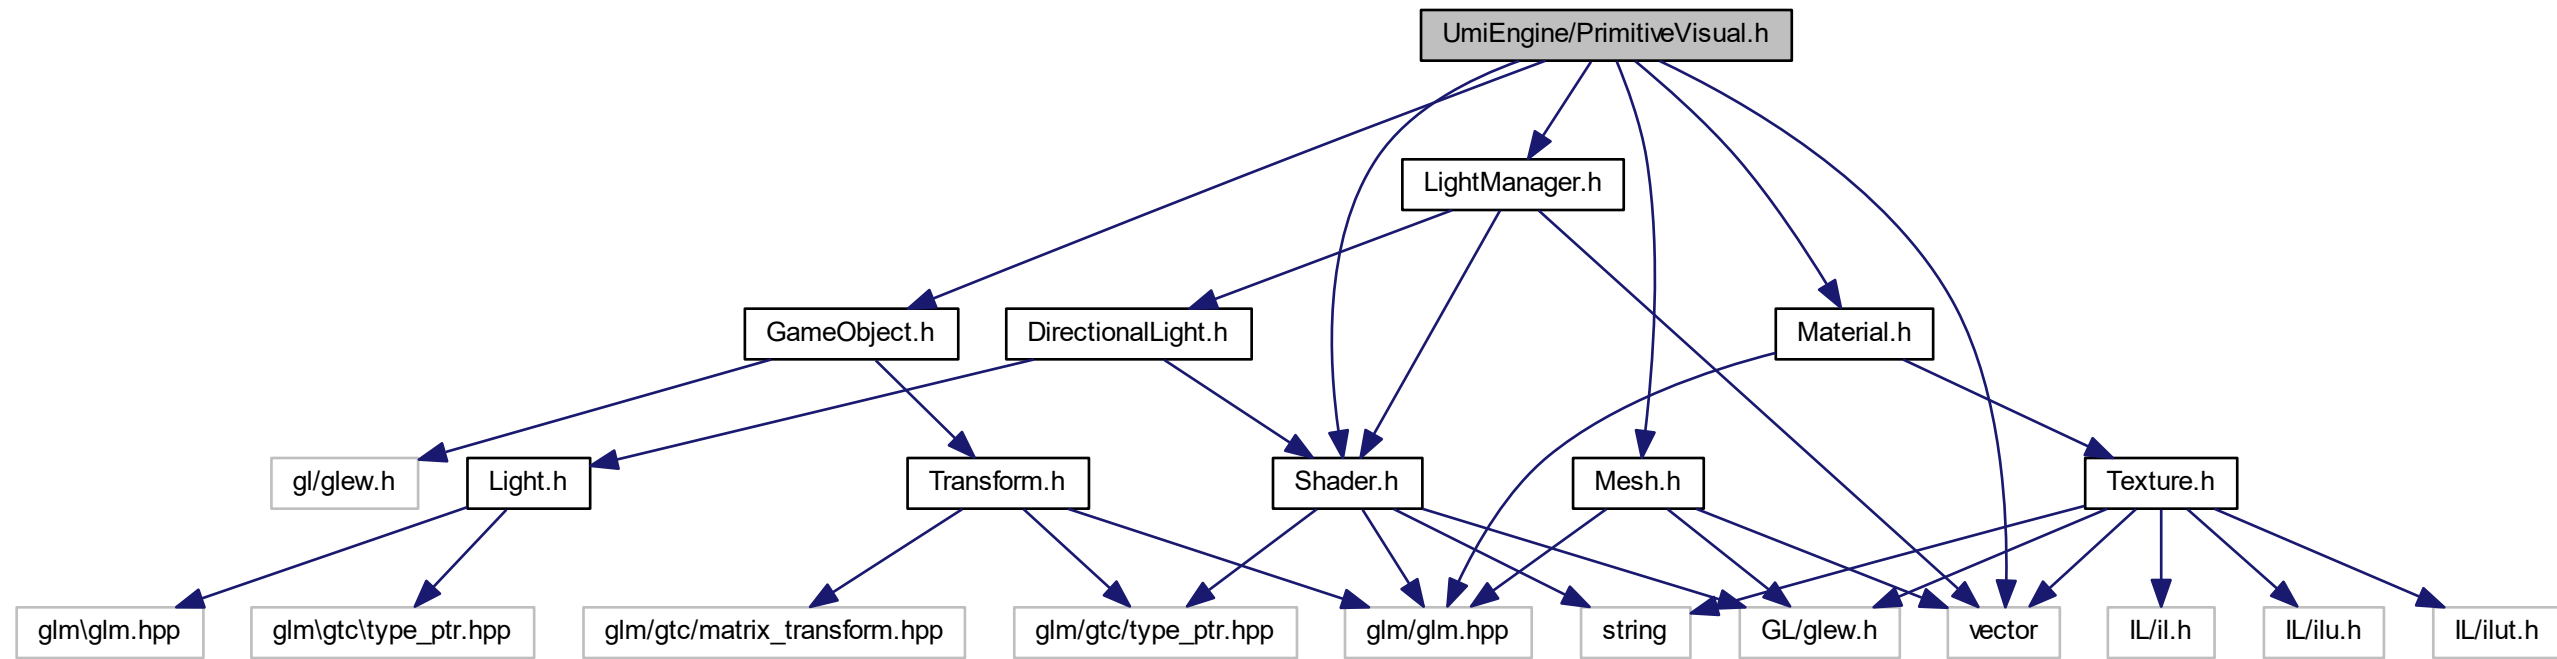 UmiEngine/PrimitiveVisual.h
LightManager.h
GameObject.h
DirectionalLight.h
Material.h
gl/glew.h
Light.h
Transform.h
Shader.h
Mesh.h
Texture.h
glm\glm.hpp
glm\gtc\type_ptr.hpp
glm/gtc/matrix_transform.hpp
glm/gtc/type_ptr.hpp
glm/glm.hpp
string
GL/glew.h
vector
IL/il.h
IL/ilu.h
IL/ilut.h